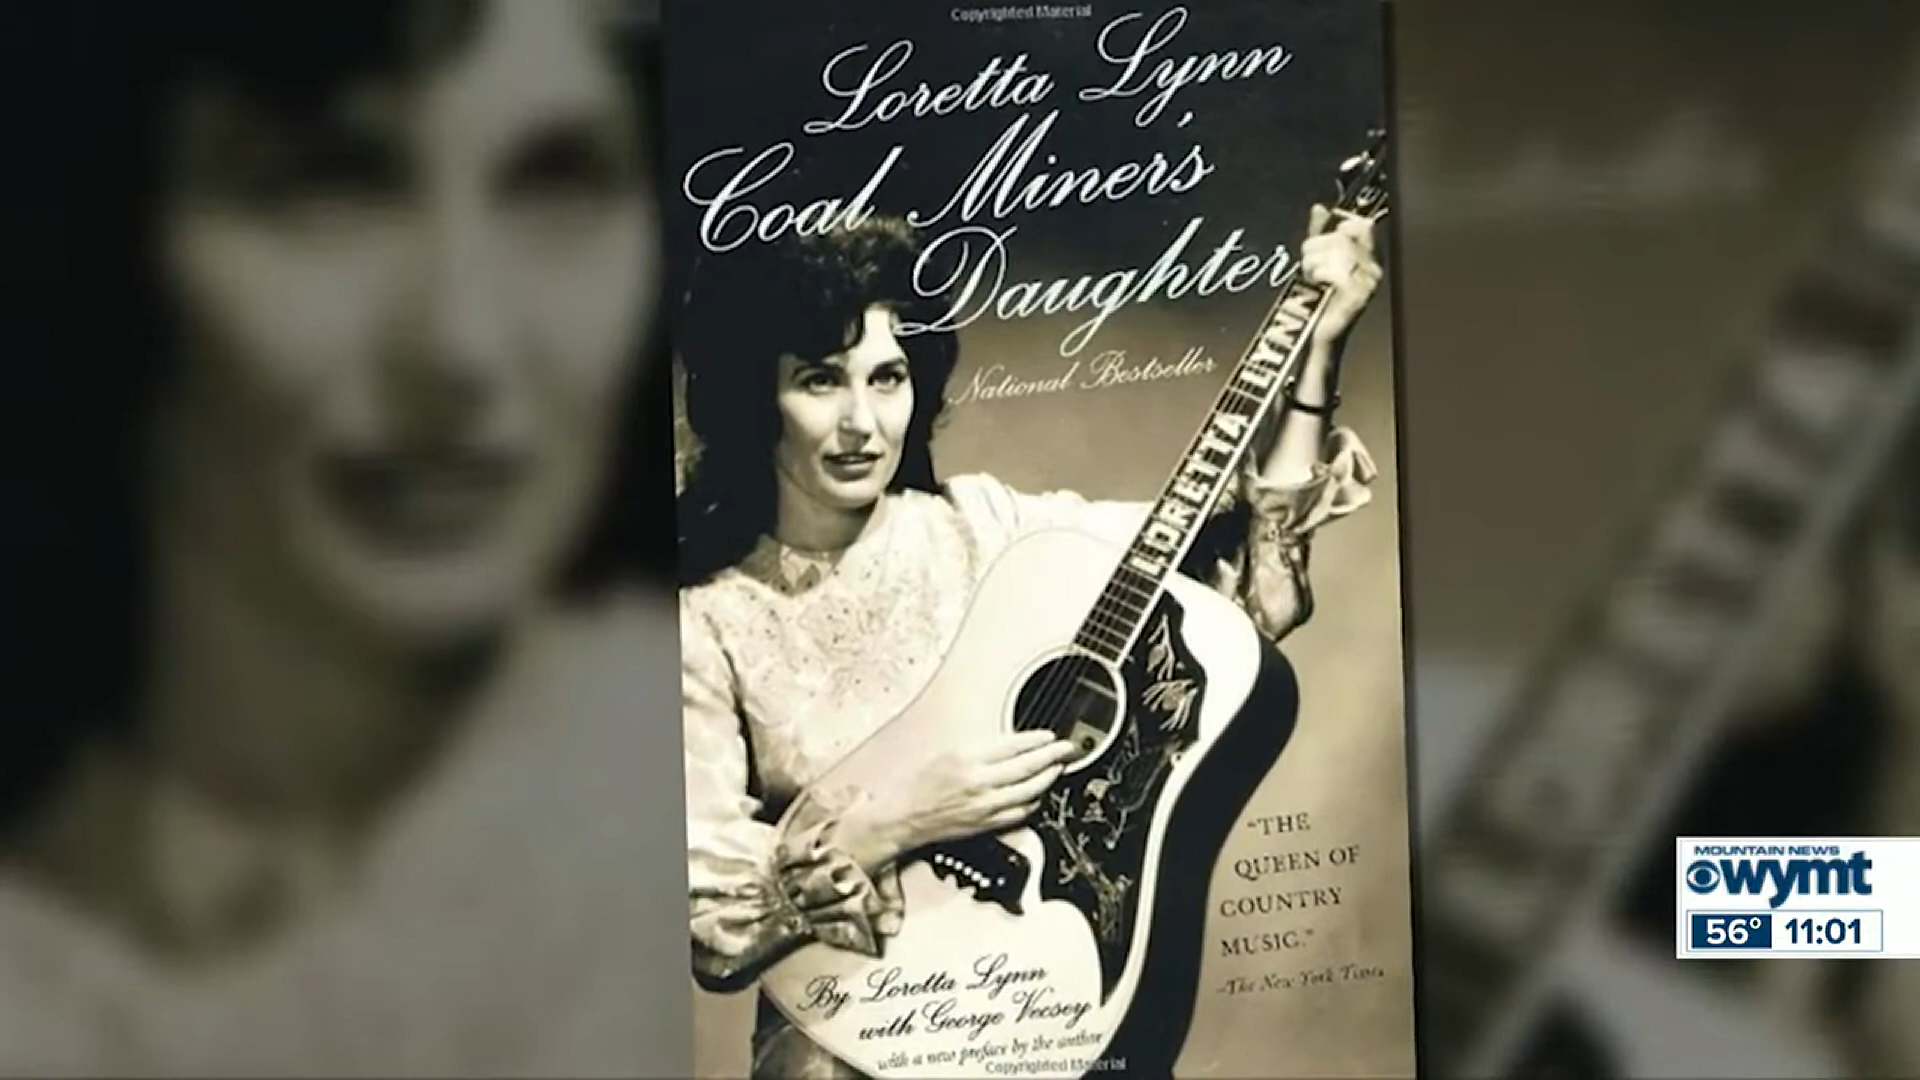 Copyrighted Material
Loretta Lynn
Coal Miner's
Daughter
National Bestseller
LORETTA LYNN
"THE
QUEEN OF
COUNTRY
MUSIC."
-The New York Times
By Loretta Lynn
with George Vecsey
with a new preface by the author
Copyrighted Material
MOUNTAIN NEWS
wymt
56° 11:01